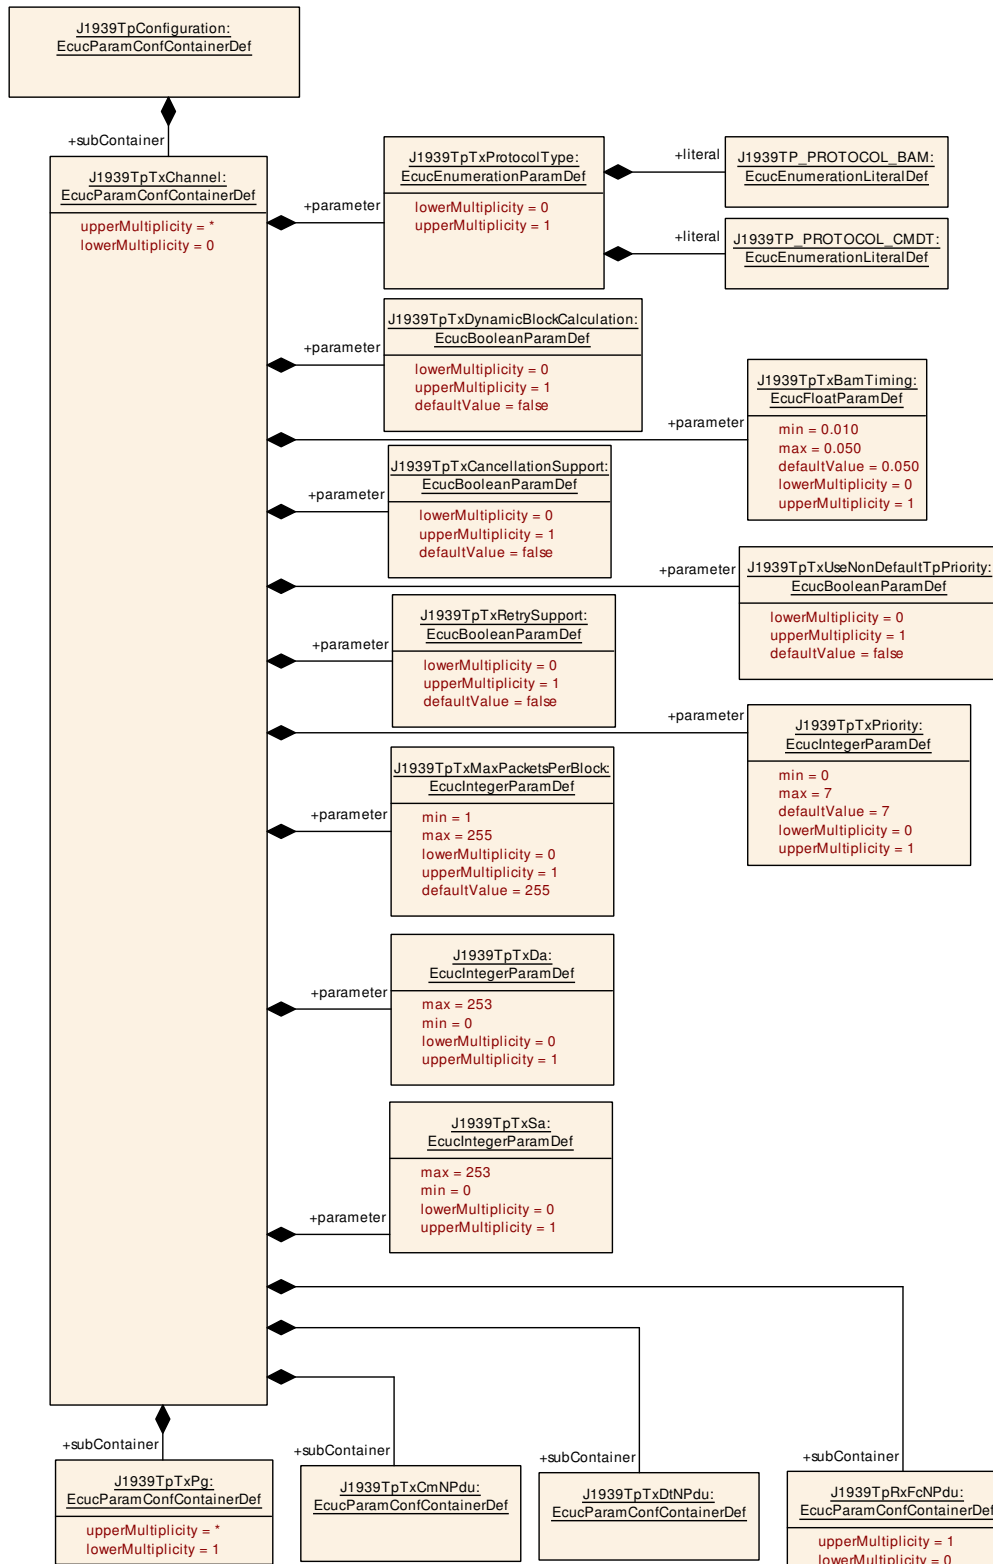 J1939TpConfiguration:
EcucParamConfContainerDef
+subContainer
J1939TpTxChannel:
EcucParamConfContainerDef
upperMultiplicity = *
lowerMultiplicity = 0
+parameter
J1939TpTxProtocolType:
EcucEnumerationParamDef
lowerMultiplicity = 0
upperMultiplicity = 1
+literal
J1939TP_PROTOCOL_BAM:
EcucEnumerationLiteralDef
+literal
J1939TP_PROTOCOL_CMDT:
EcucEnumerationLiteralDef
+parameter
J1939TpTxDynamicBlockCalculation:
EcucBooleanParamDef
lowerMultiplicity = 0
upperMultiplicity = 1
defaultValue = false
+parameter
J1939TpTxBamTiming:
EcucFloatParamDef
min = 0.010
max = 0.050
defaultValue = 0.050
lowerMultiplicity = 0
upperMultiplicity = 1
+parameter
J1939TpTxCancellationSupport:
EcucBooleanParamDef
lowerMultiplicity = 0
upperMultiplicity = 1
defaultValue = false
+parameter
J1939TpTxUseNonDefaultTpPriority:
EcucBooleanParamDef
lowerMultiplicity = 0
upperMultiplicity = 1
defaultValue = false
+parameter
J1939TpTxRetrySupport:
EcucBooleanParamDef
lowerMultiplicity = 0
upperMultiplicity = 1
defaultValue = false
+parameter
J1939TpTxPriority:
EcucIntegerParamDef
min = 0
max = 7
defaultValue = 7
lowerMultiplicity = 0
upperMultiplicity = 1
+parameter
J1939TpTxMaxPacketsPerBlock:
EcucIntegerParamDef
min = 1
max = 255
lowerMultiplicity = 0
upperMultiplicity = 1
defaultValue = 255
+parameter
J1939TpTxDa:
EcucIntegerParamDef
max = 253
min = 0
lowerMultiplicity = 0
upperMultiplicity = 1
+parameter
J1939TpTxSa:
EcucIntegerParamDef
max = 253
min = 0
lowerMultiplicity = 0
upperMultiplicity = 1
+subContainer
J1939TpTxPg:
EcucParamConfContainerDef
upperMultiplicity = *
lowerMultiplicity = 1
+subContainer
J1939TpTxCmNPdu:
EcucParamConfContainerDef
+subContainer
J1939TpTxDtNPdu:
EcucParamConfContainerDef
+subContainer
J1939TpRxFcNPdu:
EcucParamConfContainerDef
upperMultiplicity = 1
lowerMultiplicity = 0